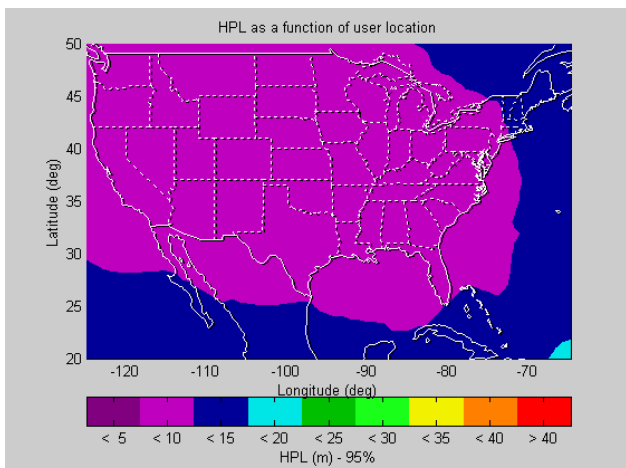 HPL as a function of user location
50
45
40
35
30
25
20
Latitude (deg)
-120 -110 -100 -90 -80 -70
Longitude (deg)
< 5 < 10 < 15 < 20 < 25 < 30 < 35 < 40 > 40
HPL (m) - 95%